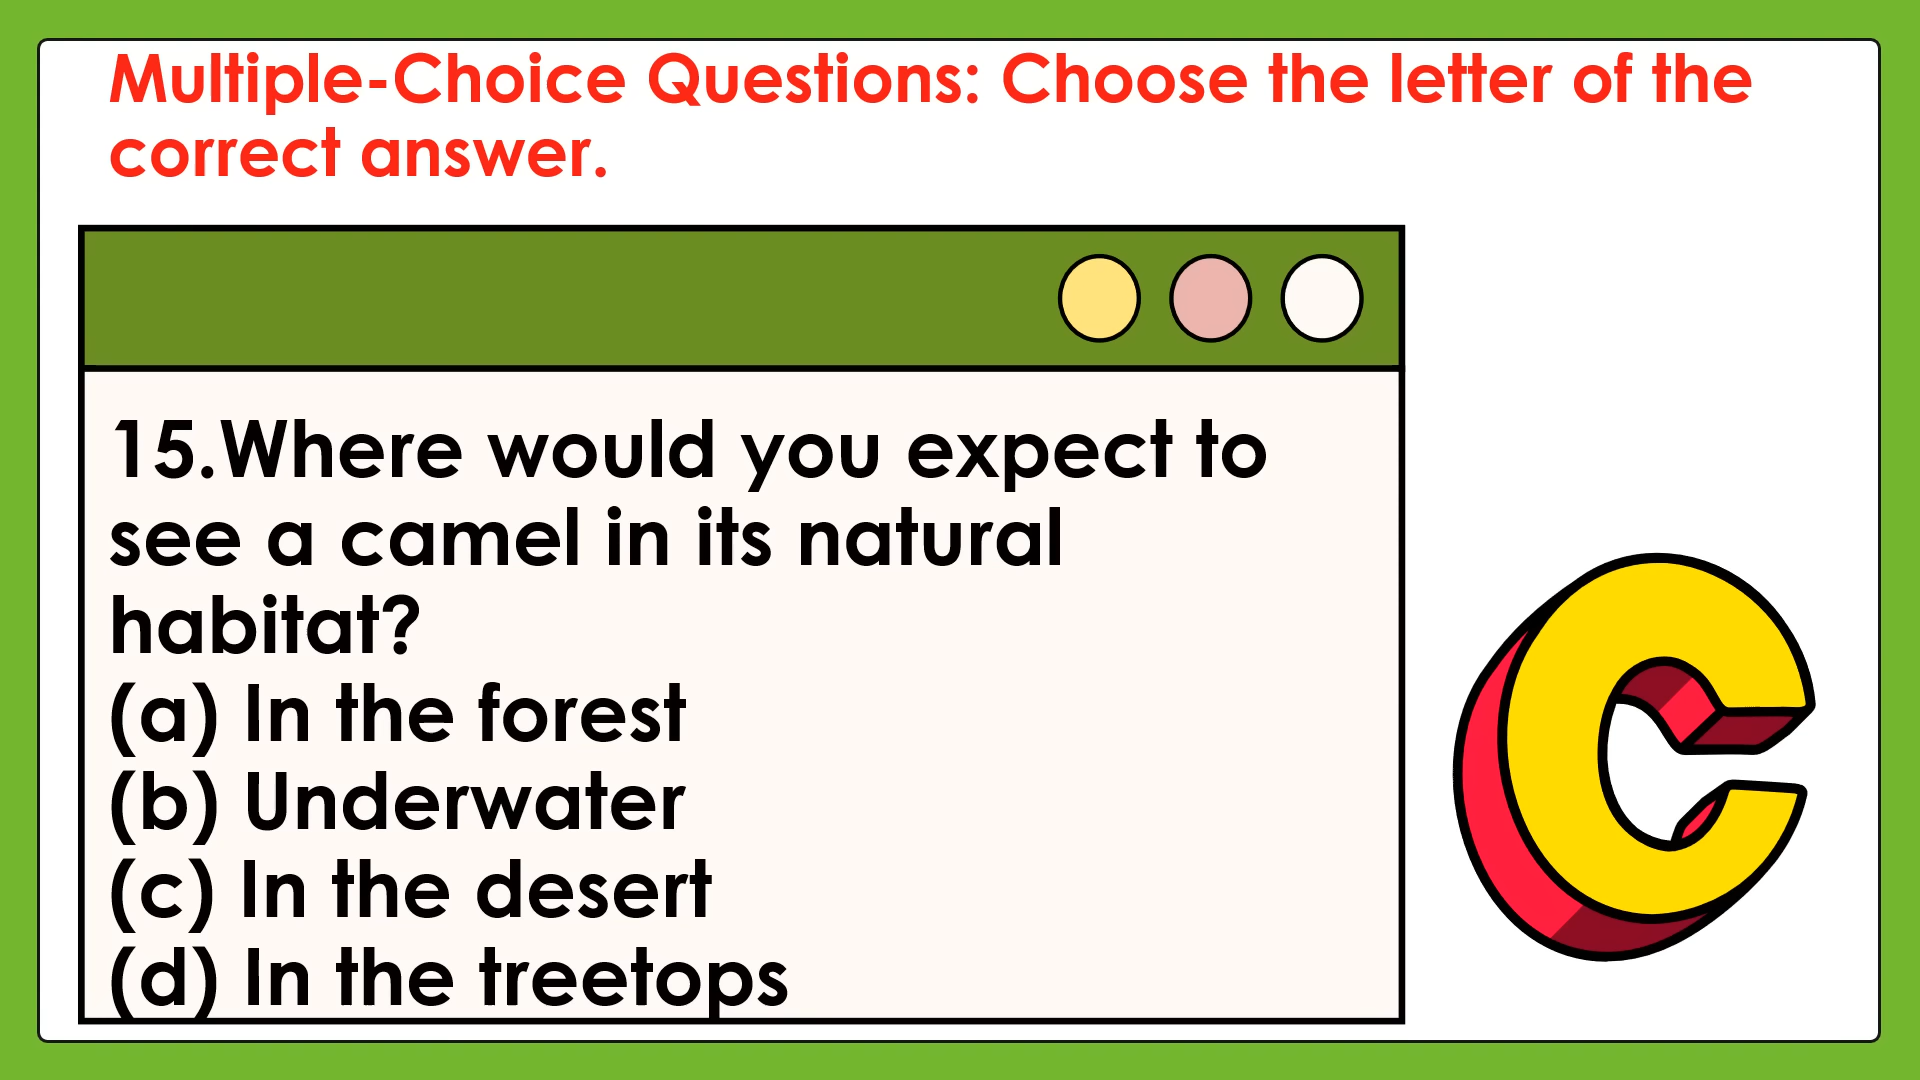 Multiple-Choice Questions: Choose the letter of the
correct answer.
15.Where would you expect to
see a camel in its natural
habitat?
(a) In the forest
(b) Underwater
(c) In the desert
(d) In the treetops
C